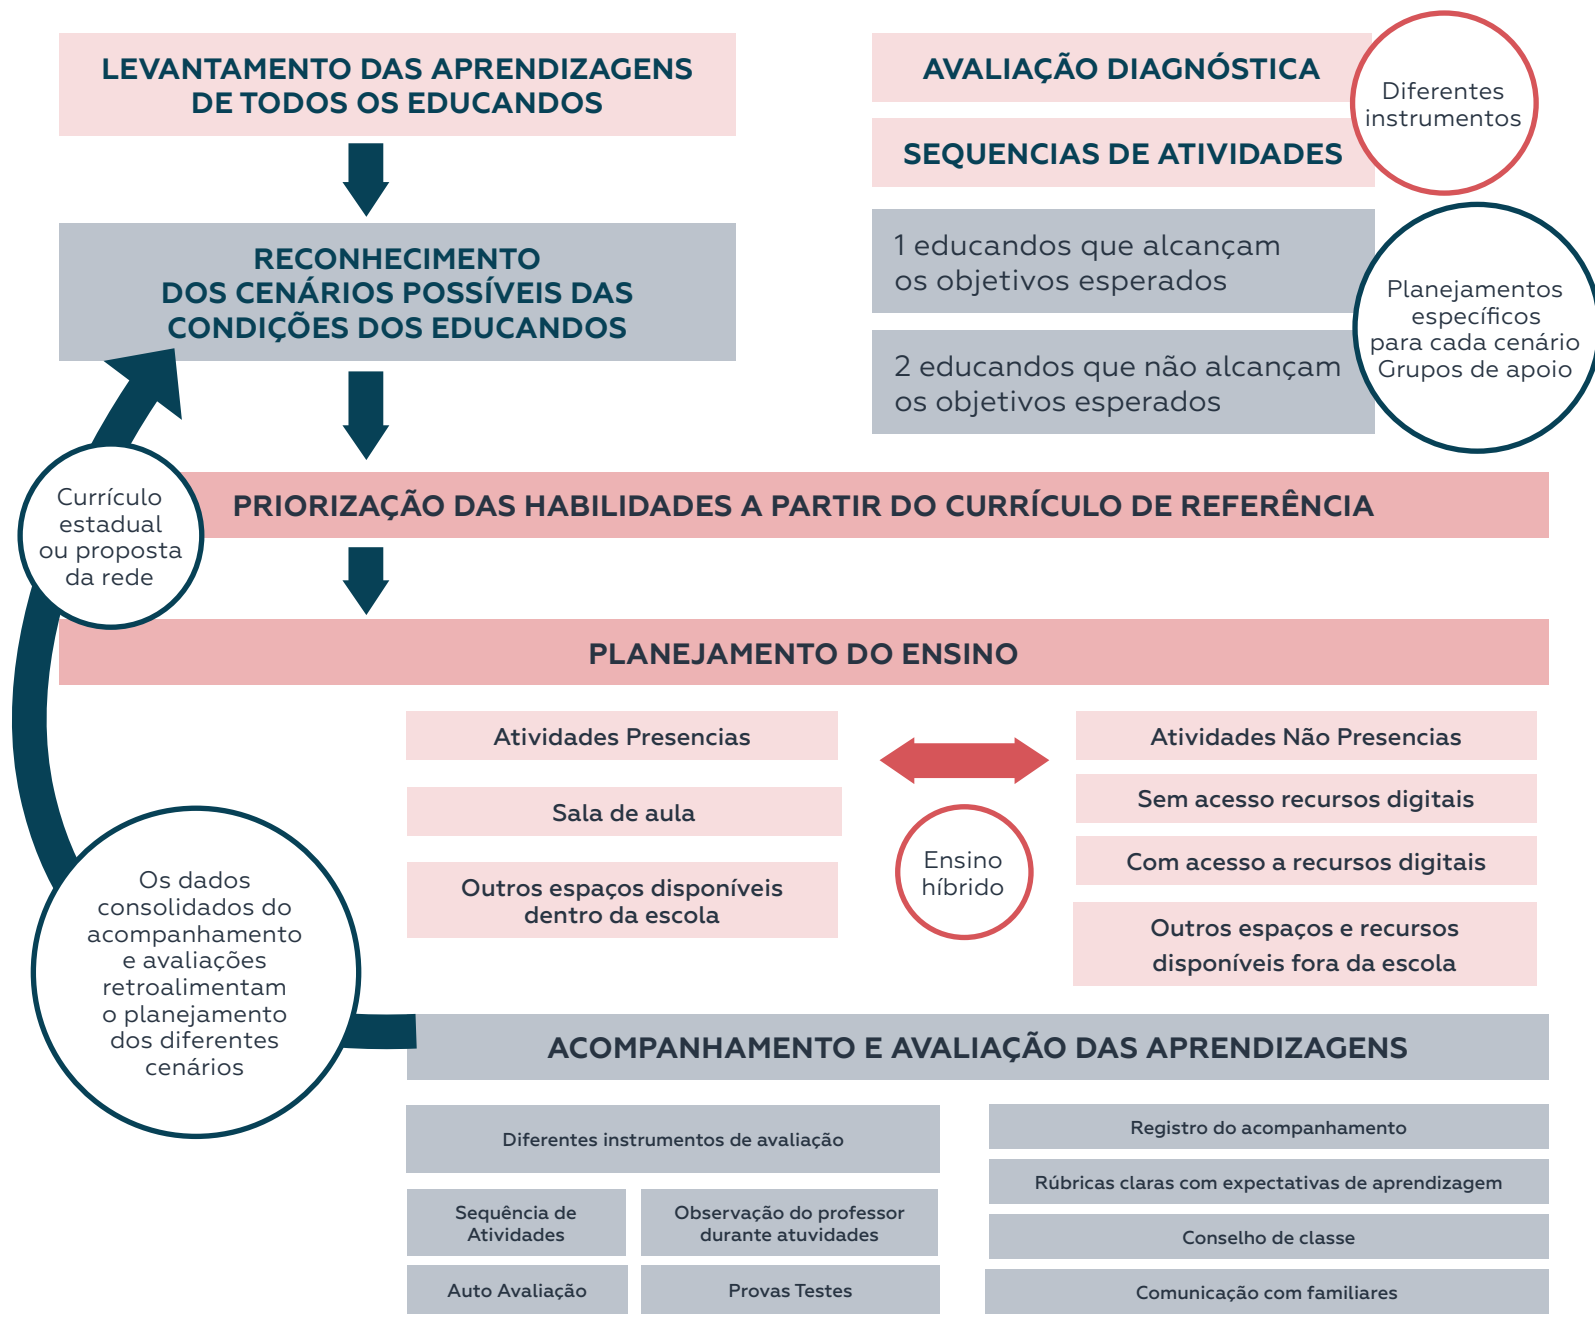 LEVANTAMENTO DAS APRENDIZAGENS
DE TODOS OS EDUCANDOS
AVALIAÇÃO DIAGNÓSTICA
SEQUENCIAS DE ATIVIDADES
Diferentes
instrumentos
RECONHECIMENTO
DOS CENÁRIOS POSSÍVEIS DAS
CONDIÇÕES DOS EDUCANDOS
1 educandos que alcançam
os objetivos esperados
2 educandos que não alcançam
os objetivos esperados
Planejamentos
específicos
para cada cenário
Grupos de apoio
Currículo
estadual
ou proposta
da rede
PRIORIZAÇÃO DAS HABILIDADES A PARTIR DO CURRÍCULO DE REFERÊNCIA
PLANEJAMENTO DO ENSINO
Atividades Presencias
Sala de aula
Outros espaços disponíveis
dentro da escola
Ensino
híbrido
Atividades Não Presencias
Sem acesso recursos digitais
Com acesso a recursos digitais
Outros espaços e recursos
disponíveis fora da escola
Os dados
consolidados do
acompanhamento
e avaliações
retroalimentam
o planejamento
dos diferentes
cenários
ACOMPANHAMENTO E AVALIAÇÃO DAS APRENDIZAGENS
Diferentes instrumentos de avaliação
Sequência de
Atividades
Observação do professor
durante atuvidades
Auto Avaliação
Provas Testes
Registro do acompanhamento
Rúbricas claras com expectativas de aprendizagem
Conselho de classe
Comunicação com familiares